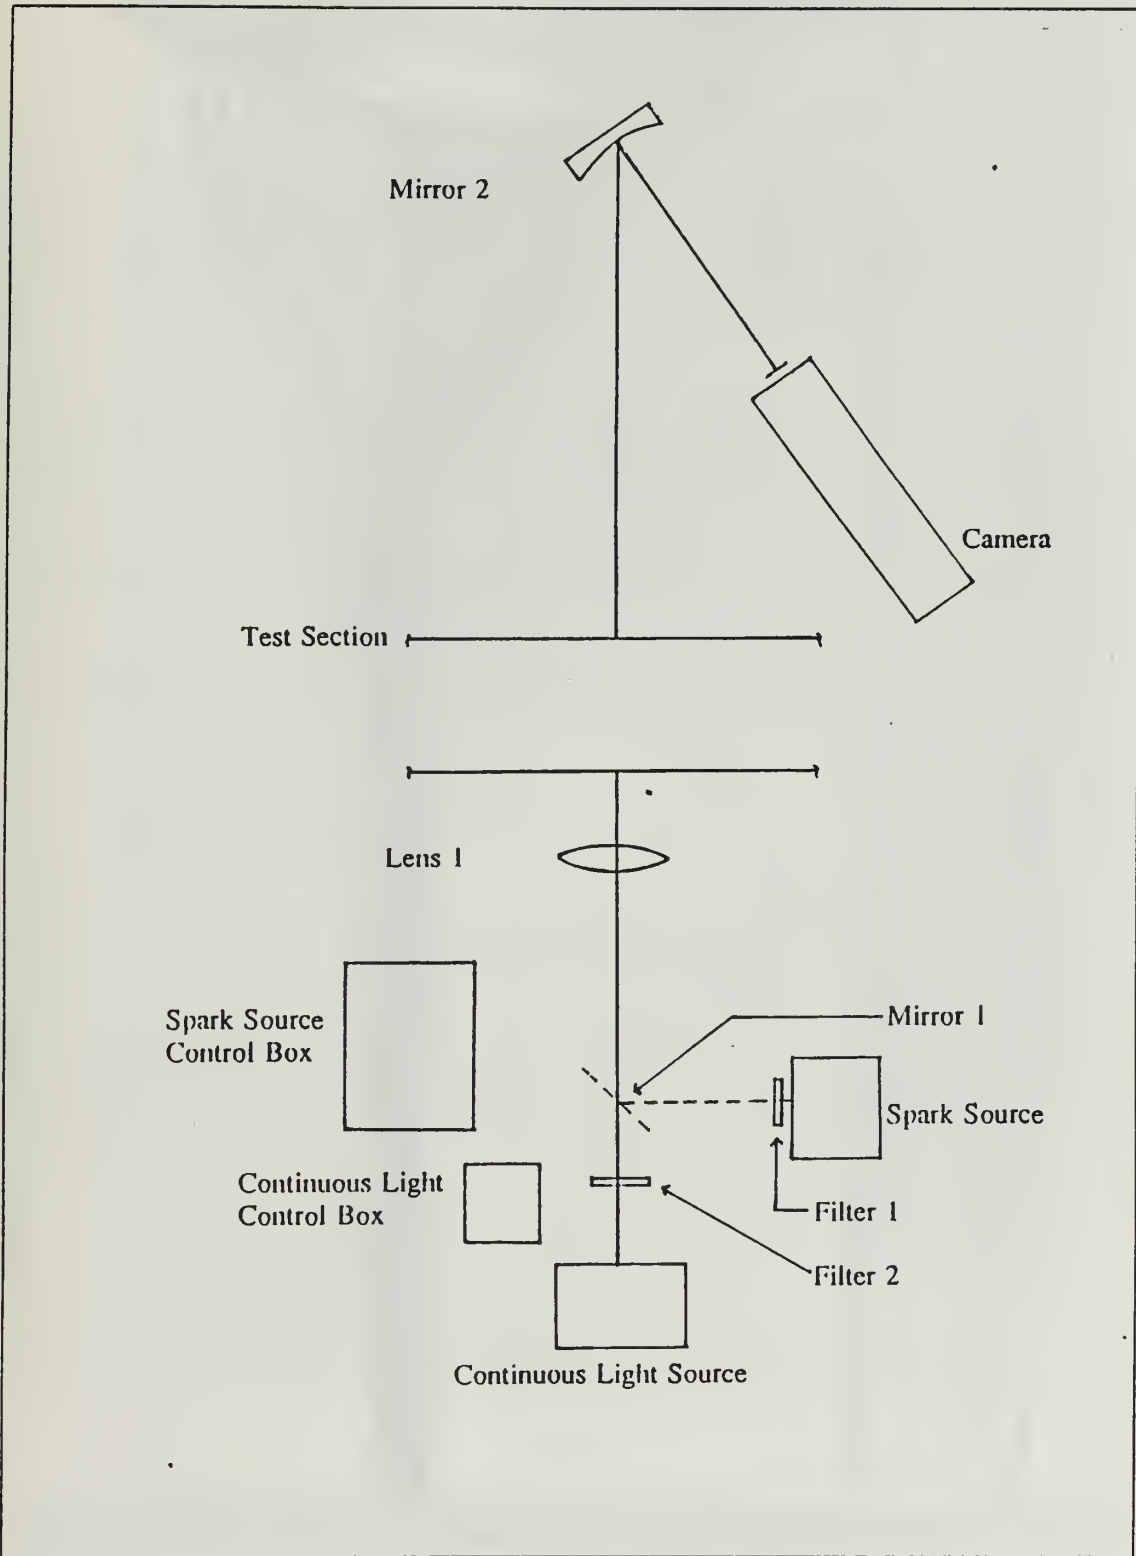 Mirror 2
Camera
Test Section
Lens 1
Spark Source
Control Box
Mirror 1
Spark Source
Continuous Light
Control Box
Filter 1
Filter 2
Continuous Light Source